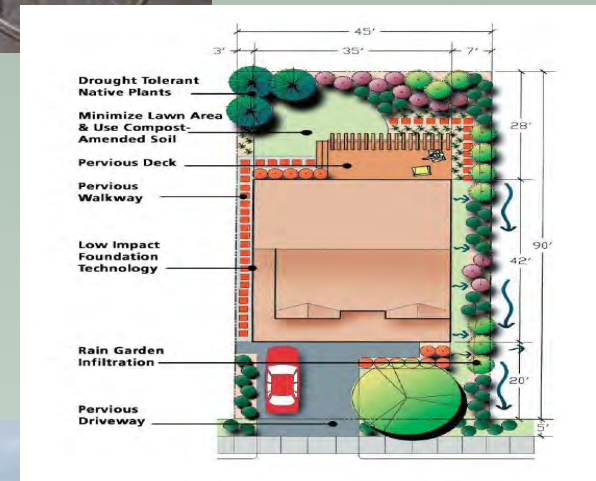 45'
3'
35'
7'
Drought Tolerant
Native Plants
Minimize Lawn Area
& Use Compost-
Amended Soil
28'
Pervious Deck
Pervious
Walkway
90'
Low Impact
Foundation
Technology
42'
Rain Garden
Infiltration
20'
Pervious
Driveway
5'